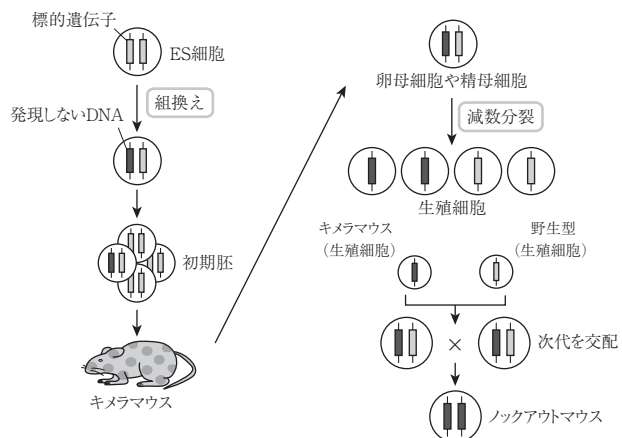 標的遺伝子
ES細胞
組換え
発現しないDNA
初期胚
キメラマウス
卵母細胞や精母細胞
減数分裂
生殖細胞
キメラマウス
（生殖細胞）
野生型
（生殖細胞）
×
次代を交配
ノックアウトマウス